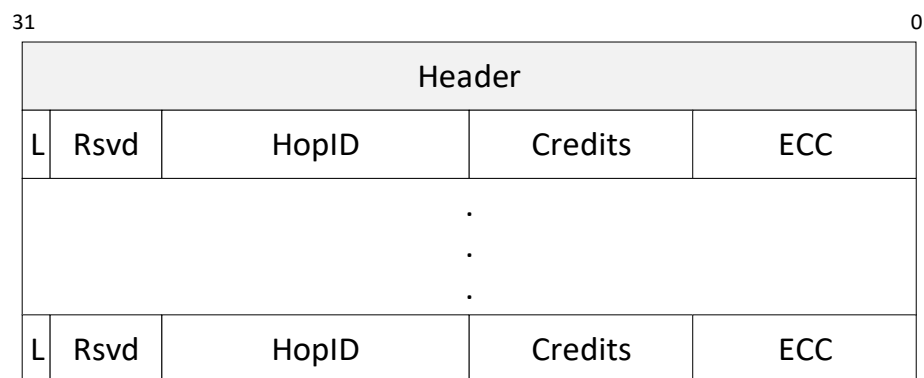 31 0
Header
L Rsvd HopID Credits ECC
.
.
.
L Rsvd HopID Credits ECC